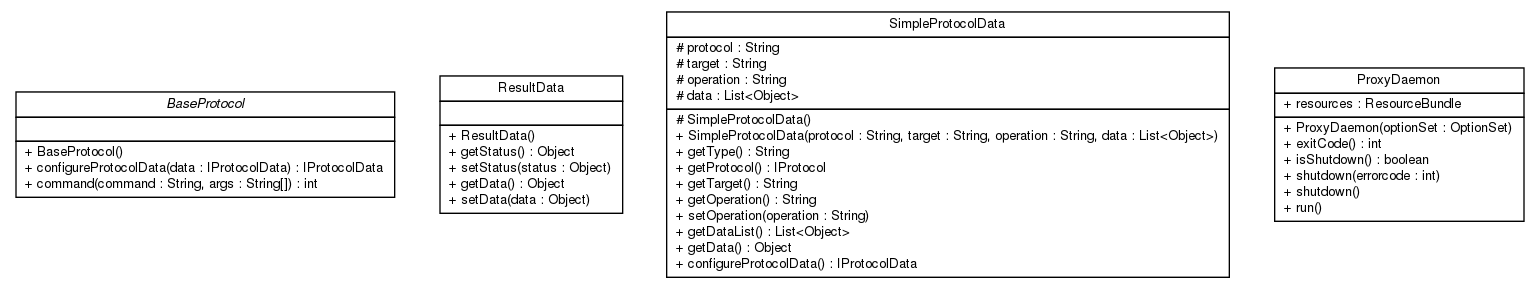 BaseProtocol
+ BaseProtocol()
+ configureProtocolData(data : IProtocolData) : IProtocolData
+ command(command : String, args : String[]) : int
ResultData
+ ResultData()
+ getStatus() : Object
+ setStatus(status : Object)
+ getData() : Object
+ setData(data : Object)
SimpleProtocolData
# protocol : String
# target : String
# operation : String
# data : List<Object>
# SimpleProtocolData()
+ SimpleProtocolData(protocol : String, target : String, operation : String, data : List<Object>)
+ getType() : String
+ getProtocol() : IProtocol
+ getTarget() : String
+ getOperation() : String
+ setOperation(operation : String)
+ getDataList() : List<Object>
+ getData() : Object
+ configureProtocolData() : IProtocolData
ProxyDaemon
+ resources : ResourceBundle
+ ProxyDaemon(optionSet : OptionSet)
+ exitCode() : int
+ isShutdown() : boolean
+ shutdown(errorcode : int)
+ shutdown()
+ run()